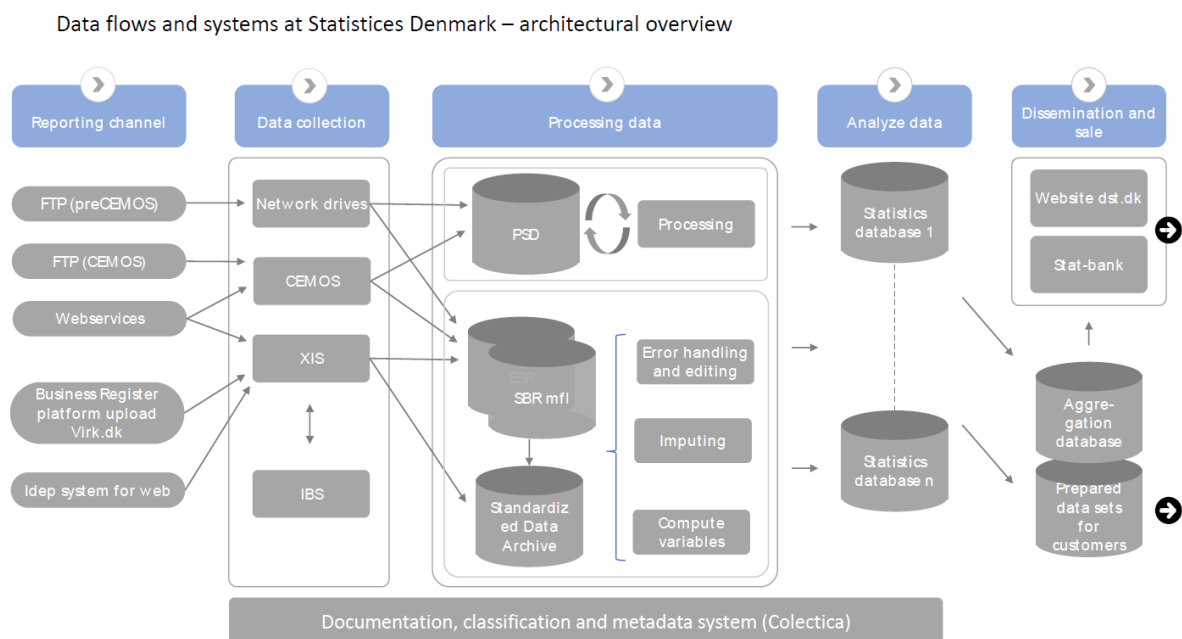 Data flows and systems at Statistices Denmark – architectural overview
Reporting channel
Data collection
Processing data
Analyze data
Dissemination and
sale
FTP (preCEMOS)
FTP (CEMOS)
Webservices
Business Register
platform upload
Virk.dk
Idep system for web
Network drives
CEMOS
XIS
IBS
PSD
Processing
SBR mfl
Standardiz
ed Data
Archive
Error handling
and editing
Imputing
Compute
variables
Statistics
database 1
Statistics
database n
Website dst.dk
Stat-bank
Aggre-
gation
database
Prepared
data sets
for
customers
Documentation, classification and metadata system (Colectica)